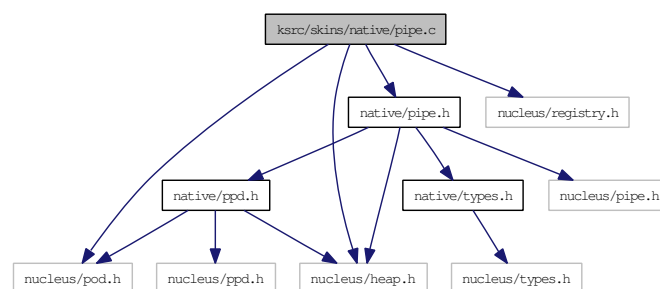 ksrc/skins/native/pipe.c
native/pipe.h
nucleus/registry.h
native/ppd.h
native/types.h
nucleus/pipe.h
nucleus/pod.h
nucleus/ppd.h
nucleus/heap.h
nucleus/types.h